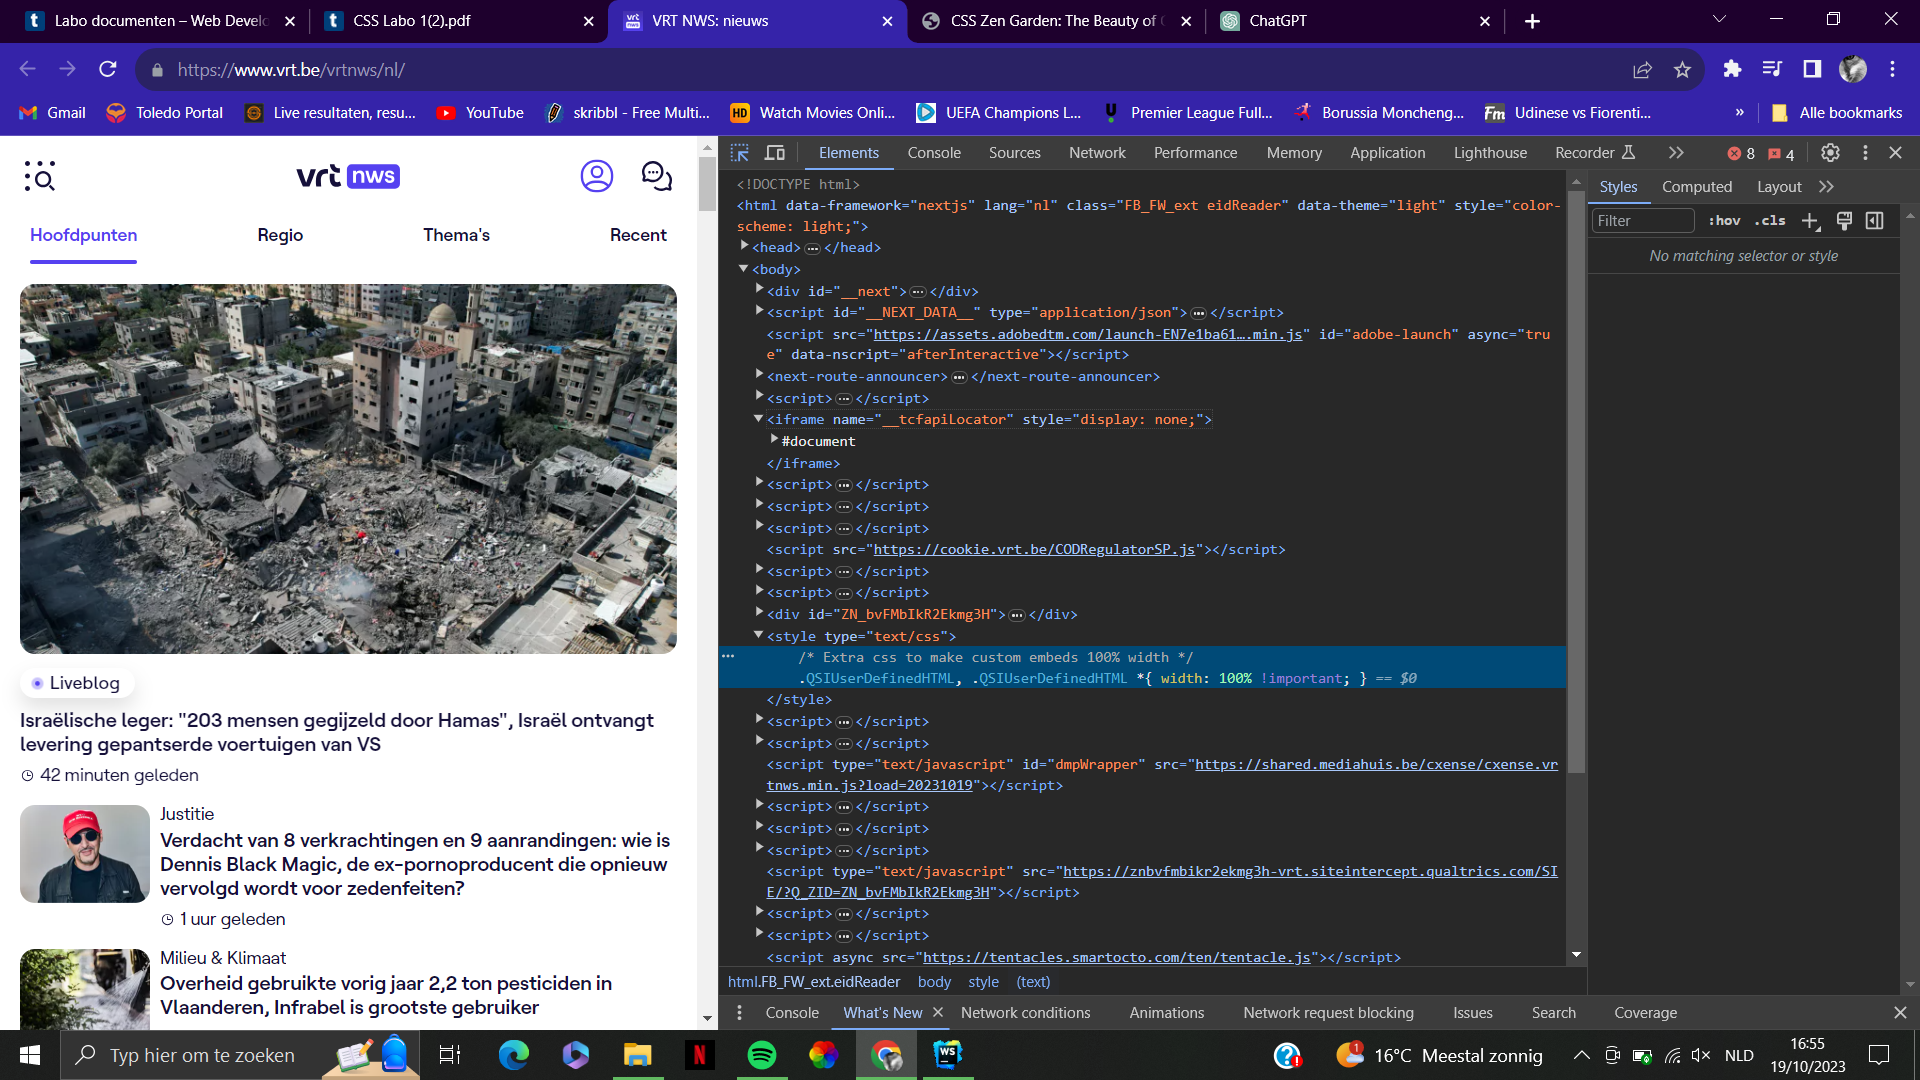 Labo documenten – Web Develo
CSS Labo 1(2).pdf
VRT NWS: nieuws
CSS Zen Garden: The Beauty of C
ChatGPT
https://www.vrt.be/vrtnws/nl/
Gmail
Toledo Portal
Live resultaten, resu...
YouTube
skribbl - Free Multi...
HD
Watch Movies Onli...
UEFA Champions L...
Premier League Full...
Borussia Moncheng...
Fm
Udinese vs Fiorenti...
»
Alle bookmarks
vrt nws
Hoofdpunten
Regio
Thema's
Recent
Liveblog
Israëlische leger: "203 mensen gegijzeld door Hamas", Israël ontvangt
levering gepantserde voertuigen van VS
42 minuten geleden
Justitie
Verdacht van 8 verkrachtingen en 9 aanrandingen: wie is
Dennis Black Magic, de ex-pornoproducent die opnieuw
vervolgd wordt voor zedenfeiten?
1 uur geleden
Milieu & Klimaat
Overheid gebruikte vorig jaar 2,2 ton pesticiden in
Vlaanderen, Infrabel is grootste gebruiker
Elements
Console
Sources
Network
Performance
Memory
Application
Lighthouse
Recorder
8
4
<!DOCTYPE html>
<html data-framework="nextjs" lang="nl" class="FB_FW_ext eidReader" data-theme="light" style="color-
scheme: light;">
<head>…</head>
<body>
<div id="__next">…</div>
<script id="__NEXT_DATA__" type="application/json">…</script>
<script src="https://assets.adobedtm.com/launch-EN7e1ba61….min.js" id="adobe-launch" async="tru
e" data-nscript="afterInteractive"></script>
<next-route-announcer>…</next-route-announcer>
<script>…</script>
<iframe name="__tcfapiLocator" style="display: none;">
#document
</iframe>
<script>…</script>
<script>…</script>
<script>…</script>
<script src="https://cookie.vrt.be/CODRegulatorSP.js"></script>
<script>…</script>
<script>…</script>
<div id="ZN_bvFMbIkR2Ekmg3H">…</div>
<style type="text/css">
/* Extra css to make custom embeds 100% width */
.QSIUserDefinedHTML, .QSIUserDefinedHTML *{ width: 100% !important; } == $0
</style>
<script>…</script>
<script>…</script>
<script type="text/javascript" id="dmpWrapper" src="https://shared.mediahuis.be/cxense/cxense.vr
tnws.min.js?load=20231019"></script>
<script>…</script>
<script>…</script>
<script>…</script>
<script type="text/javascript" src="https://znbvfmbikr2ekmg3h-vrt.siteintercept.qualtrics.com/SI
E/?Q_ZID=ZN_bvFMbIkR2Ekmg3H"></script>
<script>…</script>
<script>…</script>
<script async src="https://tentacles.smartocto.com/ten/tentacle.js"></script>
html.FB_FW_ext.eidReader
body
style
(text)
Styles
Computed
Layout
Filter
:hov
.cls
No matching selector or style
Console
What's New
Network conditions
Animations
Network request blocking
Issues
Search
Coverage
Typ hier om te zoeken
N
WS
1
16°C Meestal zonnig
NLD
16:55
19/10/2023